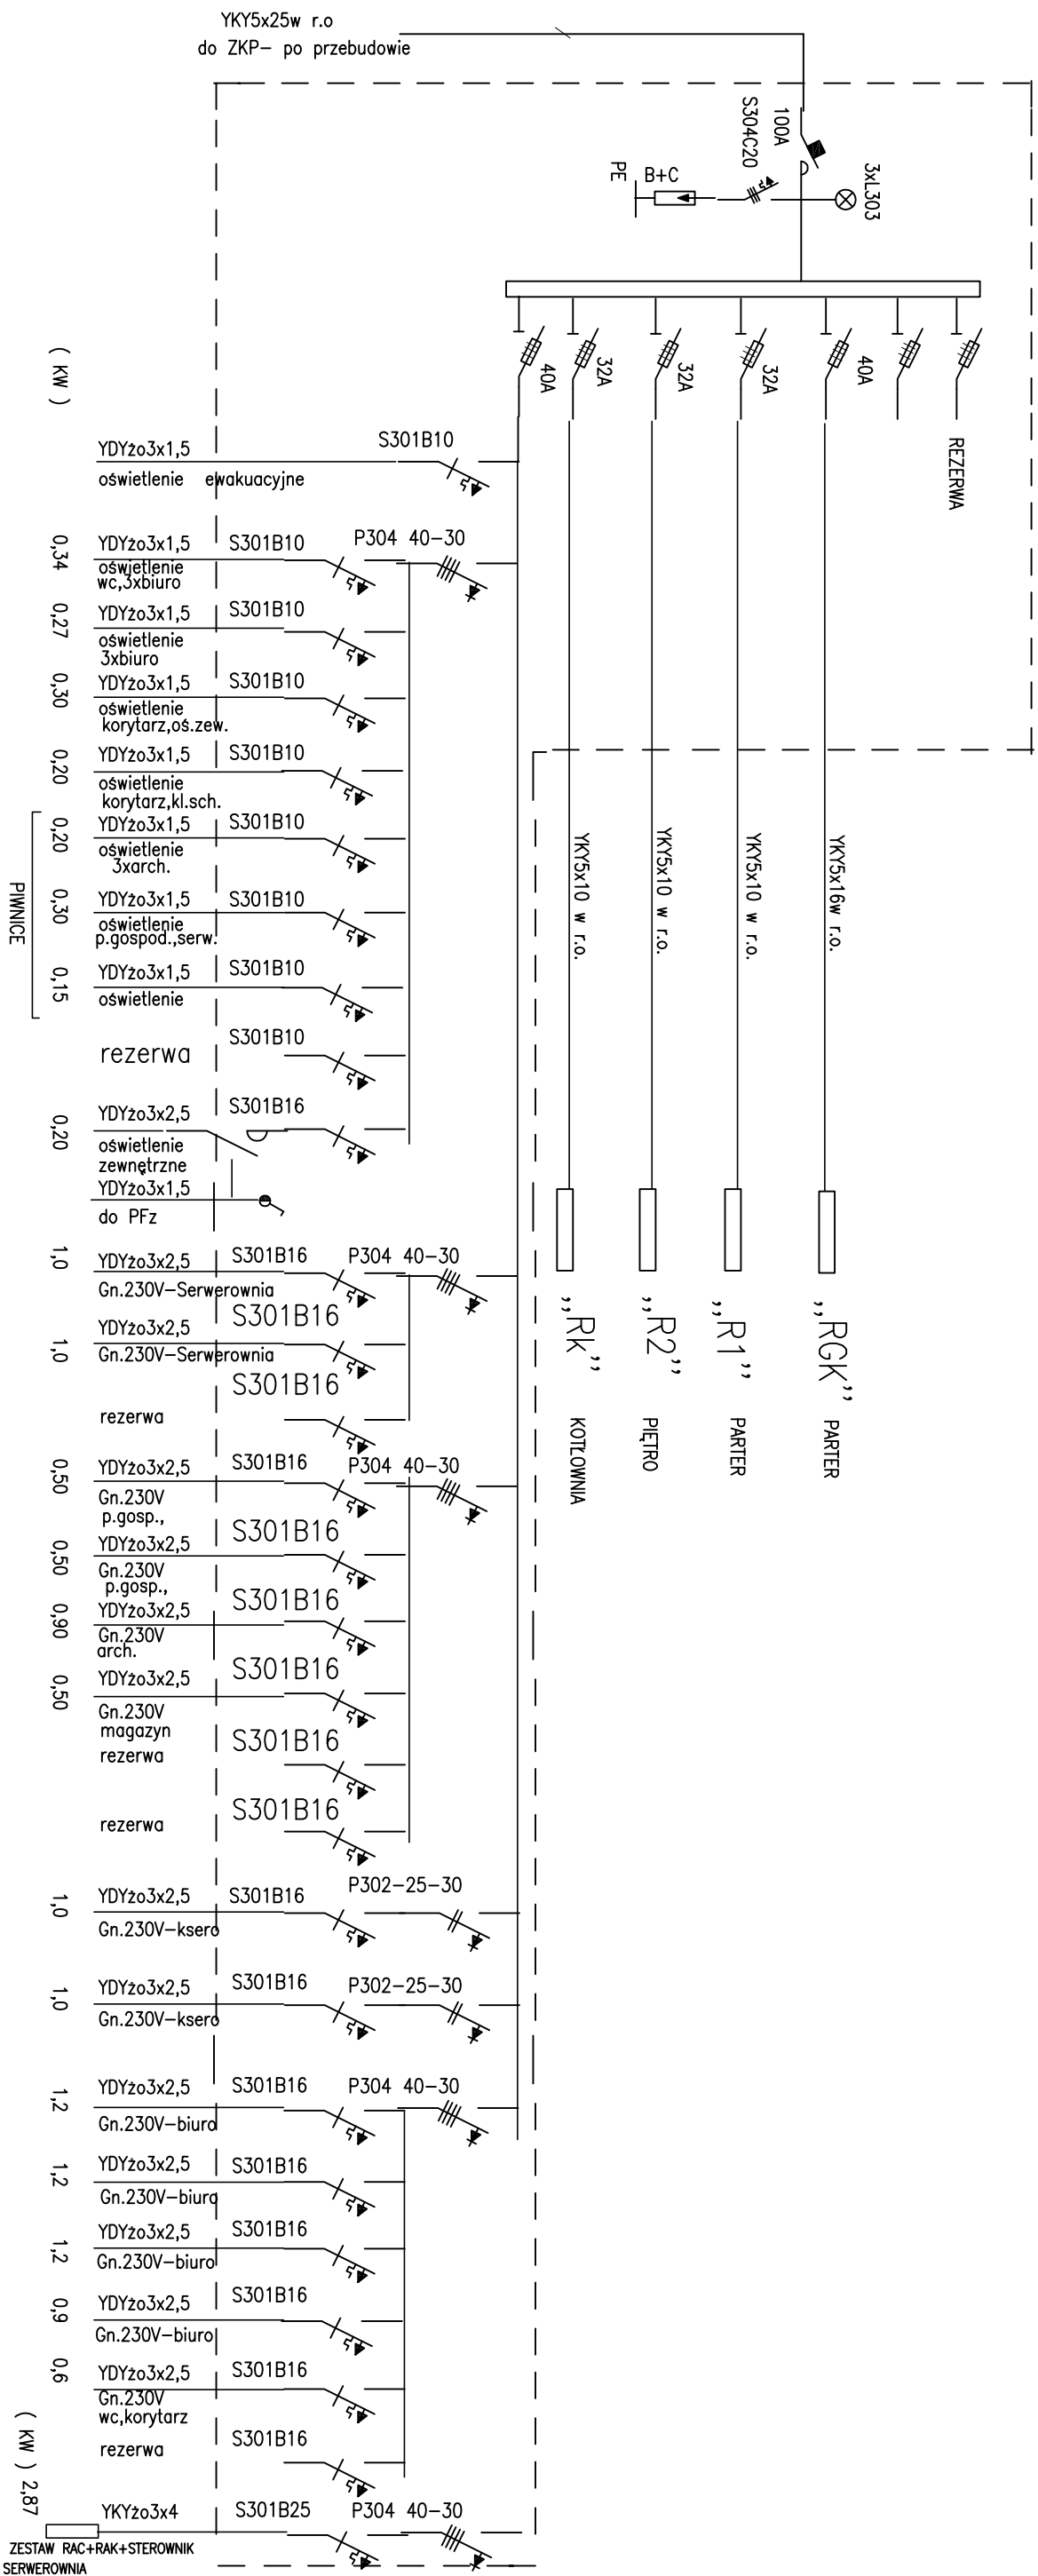 YKY5x25w r.o
do ZKP- po przebudowie
100A
S304C20
3xL303
B+C
PE
40A
32A
32A
32A
40A
REZERWA
( KW )
YDYżo3x1,5
S301B10
oświetlenie ewakuacyjne
0,34
YDYżo3x1,5
S301B10
P304 40-30
oświetlenie
wc,3xbiuro
0,27
YDYżo3x1,5
S301B10
oświetlenie
3xbiuro
0,30
YDYżo3x1,5
S301B10
oświetlenie
korytarz,oś.zew.
0,20
YDYżo3x1,5
S301B10
oświetlenie
korytarz,kl.sch.
0,20
YDYżo3x1,5
S301B10
oświetlenie
3xarch.
PIWNICE
0,30
YDYżo3x1,5
S301B10
oświetlenie
p.gospod.,serw.
0,15
YDYżo3x1,5
S301B10
oświetlenie
rezerwa
S301B10
0,20
YDYżo3x2,5
S301B16
oświetlenie
zewnętrzne
YDYżo3x1,5
do PFz
YKY5x10 w r.o.
YKY5x10 w r.o.
YKY5x10 w r.o.
YKY5x16w r.o.
,,Rk''
,,R2''
,,R1''
,,RGK''
KOTŁOWNIA
PIĘTRO
PARTER
PARTER
1,0
YDYżo3x2,5
S301B16
P304 40-30
Gn.230V-Serwerownia
1,0
YDYżo3x2,5
S301B16
Gn.230V-Serwerownia
S301B16
rezerwa
0,50
YDYżo3x2,5
S301B16
P304 40-30
Gn.230V
p.gosp.,
0,50
YDYżo3x2,5
S301B16
Gn.230V
p.gosp.,
0,90
YDYżo3x2,5
S301B16
Gn.230V
arch.
0,50
YDYżo3x2,5
S301B16
Gn.230V
magazyn
rezerwa
S301B16
rezerwa
S301B16
1,0
YDYżo3x2,5
S301B16
P302-25-30
Gn.230V-ksero
1,0
YDYżo3x2,5
S301B16
P302-25-30
Gn.230V-ksero
1,2
YDYżo3x2,5
S301B16
P304 40-30
Gn.230V-biuro
1,2
YDYżo3x2,5
S301B16
Gn.230V-biuro
1,2
YDYżo3x2,5
S301B16
Gn.230V-biuro
0,9
YDYżo3x2,5
S301B16
Gn.230V-biuro
0,6
YDYżo3x2,5
S301B16
Gn.230V
wc,korytarz
rezerwa
S301B16
( KW ) 2,87
YKYżo3x4
S301B25
P304 40-30
ZESTAW RAC+RAK+STEROWNIK
SERWEROWNIA